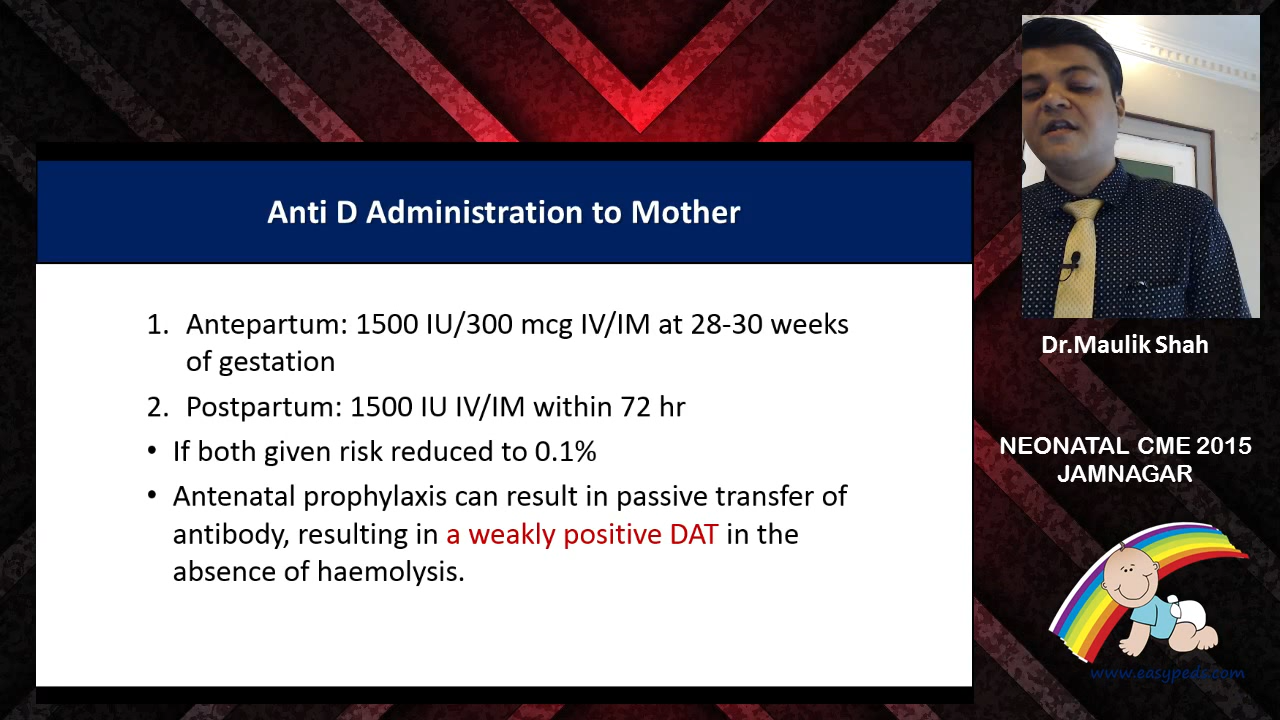 Anti D Administration to Mother
1. Antepartum: 1500 IU/300 mcg IV/IM at 28-30 weeks
of gestation
2. Postpartum: 1500 IU IV/IM within 72 hr
• If both given risk reduced to 0.1%
• Antenatal prophylaxis can result in passive transfer of
antibody, resulting in a weakly positive DAT in the
absence of haemolysis.
Dr.Maulik Shah
NEONATAL CME 2015
JAMNAGAR
www.easypeds.com